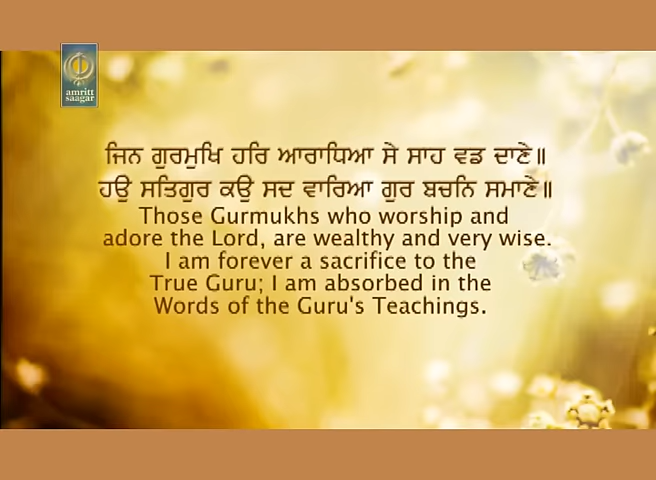 amritt
saagar
ਜਿਨ ਗੁਰਮੁਖਿ ਹਰਿ ਆਰਾਧਿਆ ਸੇ ਸਾਹ ਵਡ ਦਾਣੇ॥
ਹਉ ਸਤਿਗੁਰ ਕਉ ਸਦ ਵਾਰਿਆ ਗੁਰ ਬਚਨਿ ਸਮਾਣੇ॥
Those Gurmukhs who worship and
adore the Lord, are wealthy and very wise.
I am forever a sacrifice to the
True Guru; I am absorbed in the
Words of the Guru's Teachings.